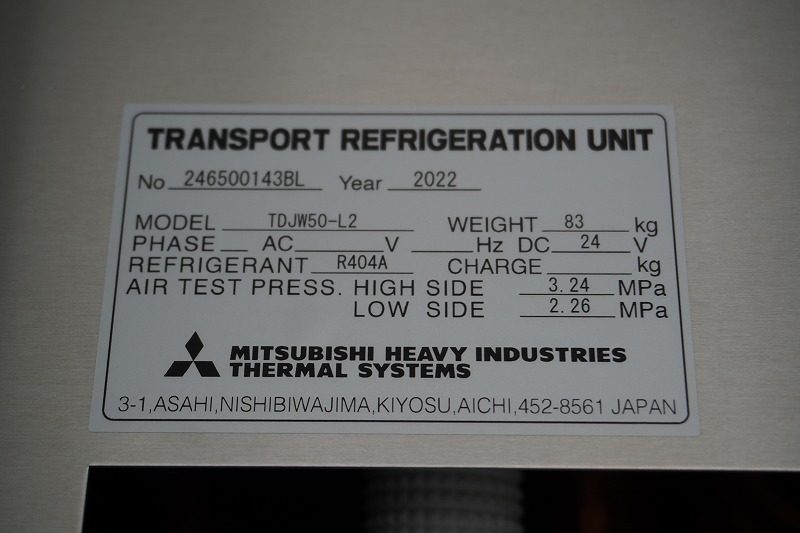 TRANSPORT REFRIGERATION UNIT
No 246500143BL Year 2022
MODEL TDJW50-L2 WEIGHT 83 kg
PHASE AC V Hz DC 24 V
REFRIGERANT R404A CHARGE kg
AIR TEST PRESS. HIGH SIDE 3.24 MPa
LOW SIDE 2.26 MPa
MITSUBISHI HEAVY INDUSTRIES
THERMAL SYSTEMS
3-1,ASAHI,NISHIBIWAJIMA,KIYOSU,AICHI,452-8561 JAPAN